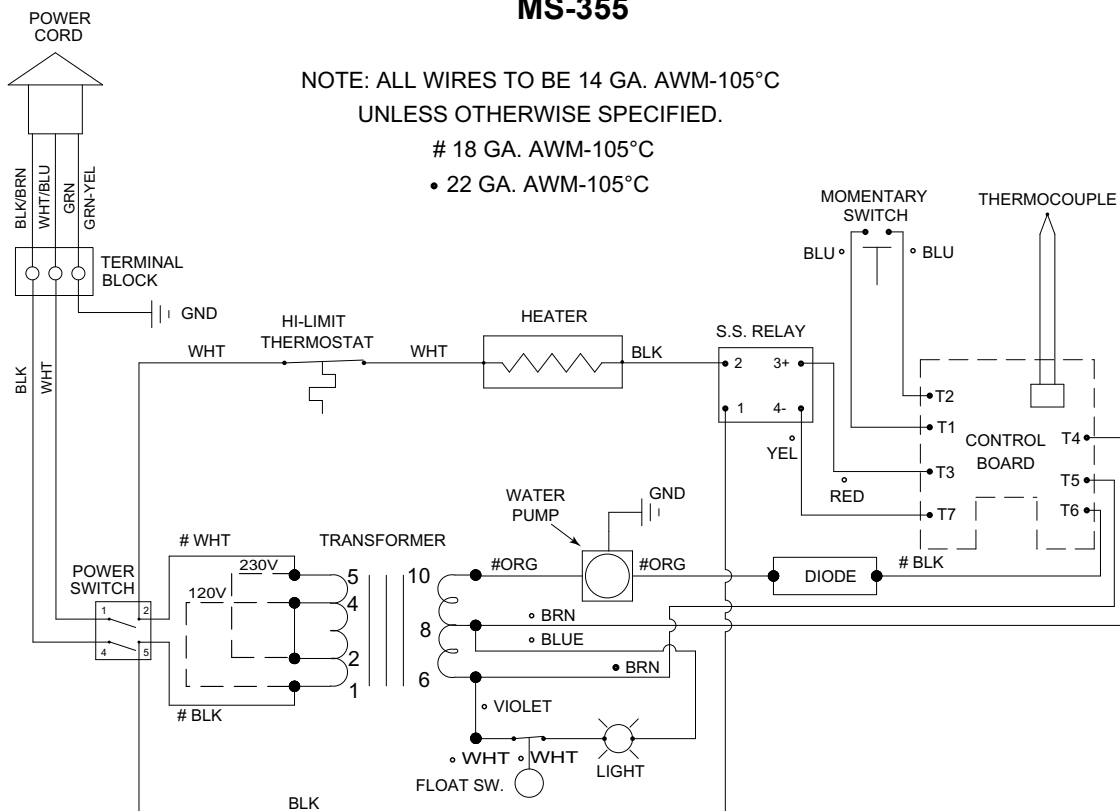 MS-355
POWER
CORD
NOTE: ALL WIRES TO BE 14 GA. AWM-105°C
UNLESS OTHERWISE SPECIFIED.
# 18 GA. AWM-105°C
• 22 GA. AWM-105°C
BLK/BRN
WHT/BLU
GRN
GRN-YEL
TERMINAL
BLOCK
GND
BLK
WHT
MOMENTARY
SWITCH
BLU
BLU
THERMOCOUPLE
WHT
HI-LIMIT
THERMOSTAT
WHT
HEATER
BLK
S.S. RELAY
2 3+
1 4-
YEL
RED
T2
T1
T3
T7
CONTROL
BOARD
T4
T5
T6
POWER
SWITCH
1 2
4 5
# WHT
230V
120V
# BLK
TRANSFORMER
5
4
2
1
10
8
6
WATER
PUMP
GND
#ORG
#ORG
DIODE
# BLK
BRN
BLUE
• BRN
VIOLET
WHT
WHT
FLOAT SW.
LIGHT
BLK